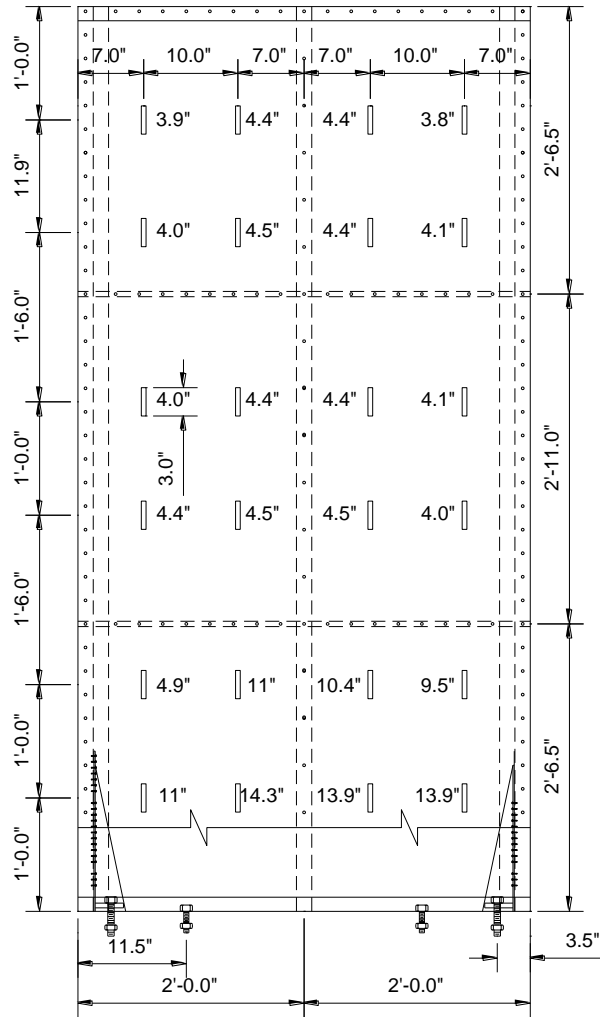 7.0" 10.0" 7.0" 7.0" 10.0" 7.0"
1'-0.0"
3.9" 4.4" 4.4" 3.8"
2'-6.5"
11.9"
4.0" 4.5" 4.4" 4.1"
1'-6.0"
4.0" 4.4" 4.4" 4.1"
3.0"
2'-11.0"
1'-0.0"
4.4" 4.5" 4.5" 4.0"
1'-6.0"
4.9" 11" 10.4" 9.5"
1'-0.0"
2'-6.5"
11" 14.3" 13.9" 13.9"
1'-0.0"
11.5" 3.5"
2'-0.0" 2'-0.0"